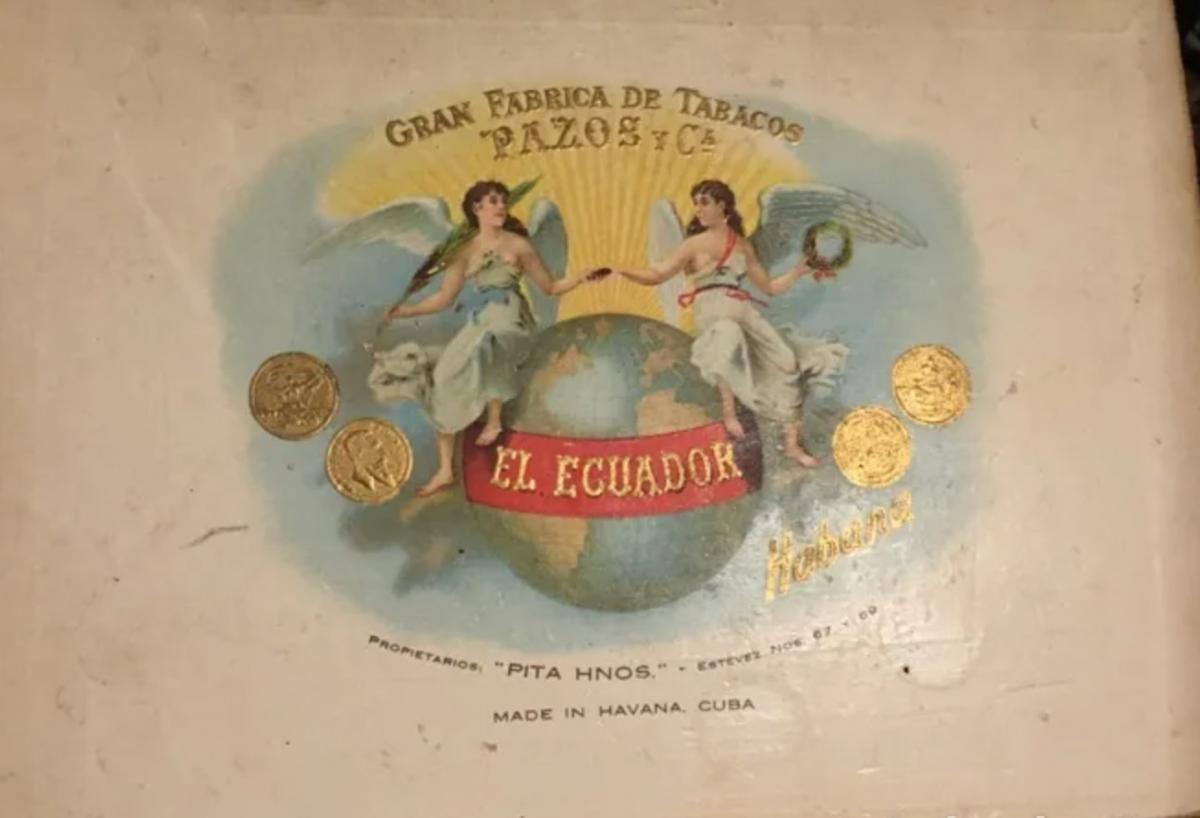 GRAN FABRICA DE TABACOS
PAZOS Y CA
EL ECUADOR
Habana
PROPIETARIOS: "PITA HNOS." - ESTEVEZ NOS. 67 Y 69
MADE IN HAVANA, CUBA